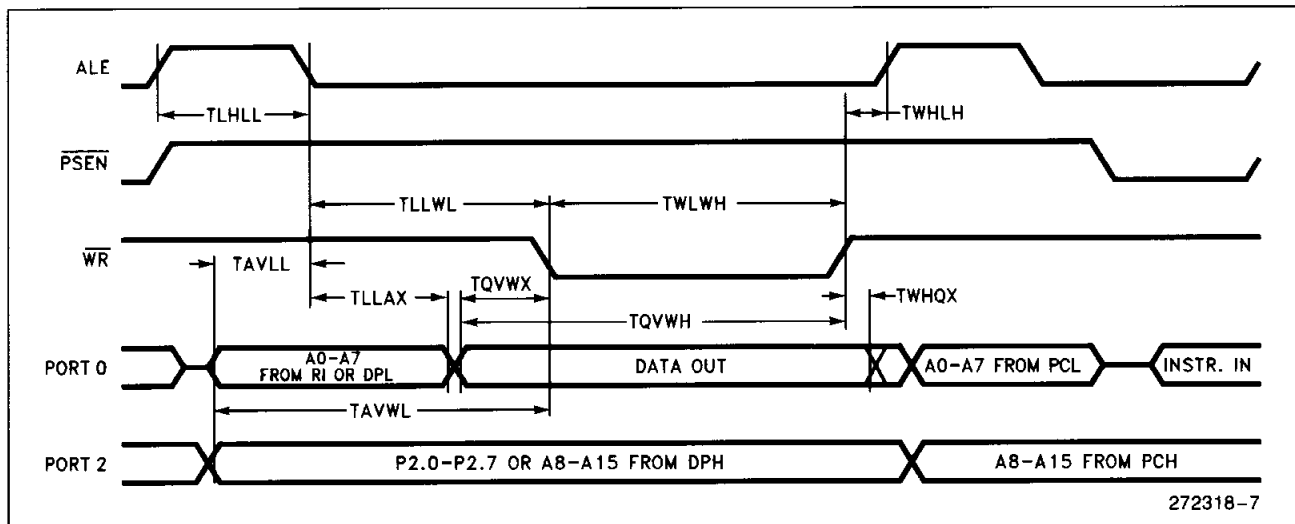 ALE
TLHLL
TWHLH
PSEN
TLLWL
TWLWH
WR
TAVLL
TQVWX
TLLAX
TWHQX
TQVWH
PORT 0
A0-A7
FROM RI OR DPL
DATA OUT
A0-A7 FROM PCL
INSTR. IN
TAVWL
PORT 2
P2.0-P2.7 OR A8-A15 FROM DPH
A8-A15 FROM PCH
272318-7